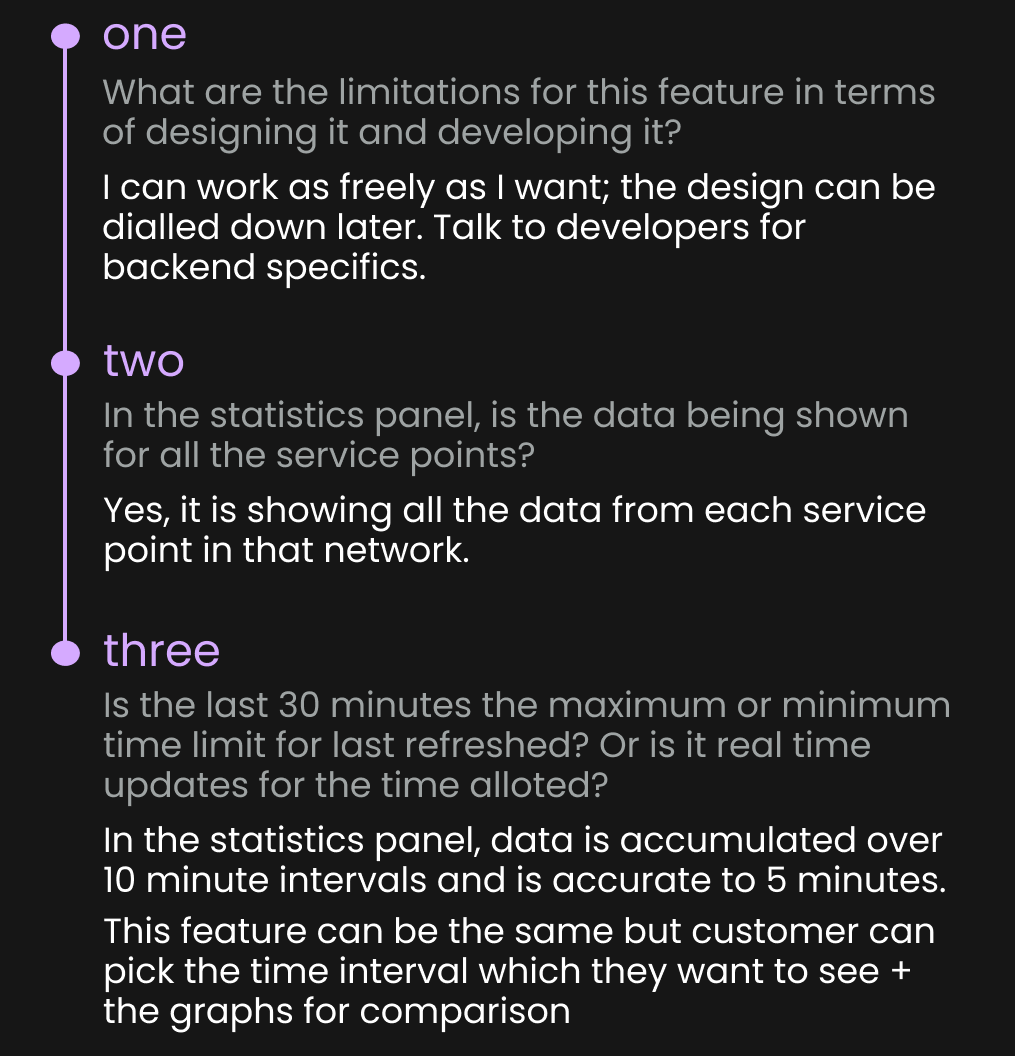 one
What are the limitations for this feature in terms
of designing it and developing it?
I can work as freely as I want; the design can be
dialled down later. Talk to developers for
backend specifics.
two
In the statistics panel, is the data being shown
for all the service points?
Yes, it is showing all the data from each service
point in that network.
three
Is the last 30 minutes the maximum or minimum
time limit for last refreshed? Or is it real time
updates for the time alloted?
In the statistics panel, data is accumulated over
10 minute intervals and is accurate to 5 minutes.
This feature can be the same but customer can
pick the time interval which they want to see +
the graphs for comparison